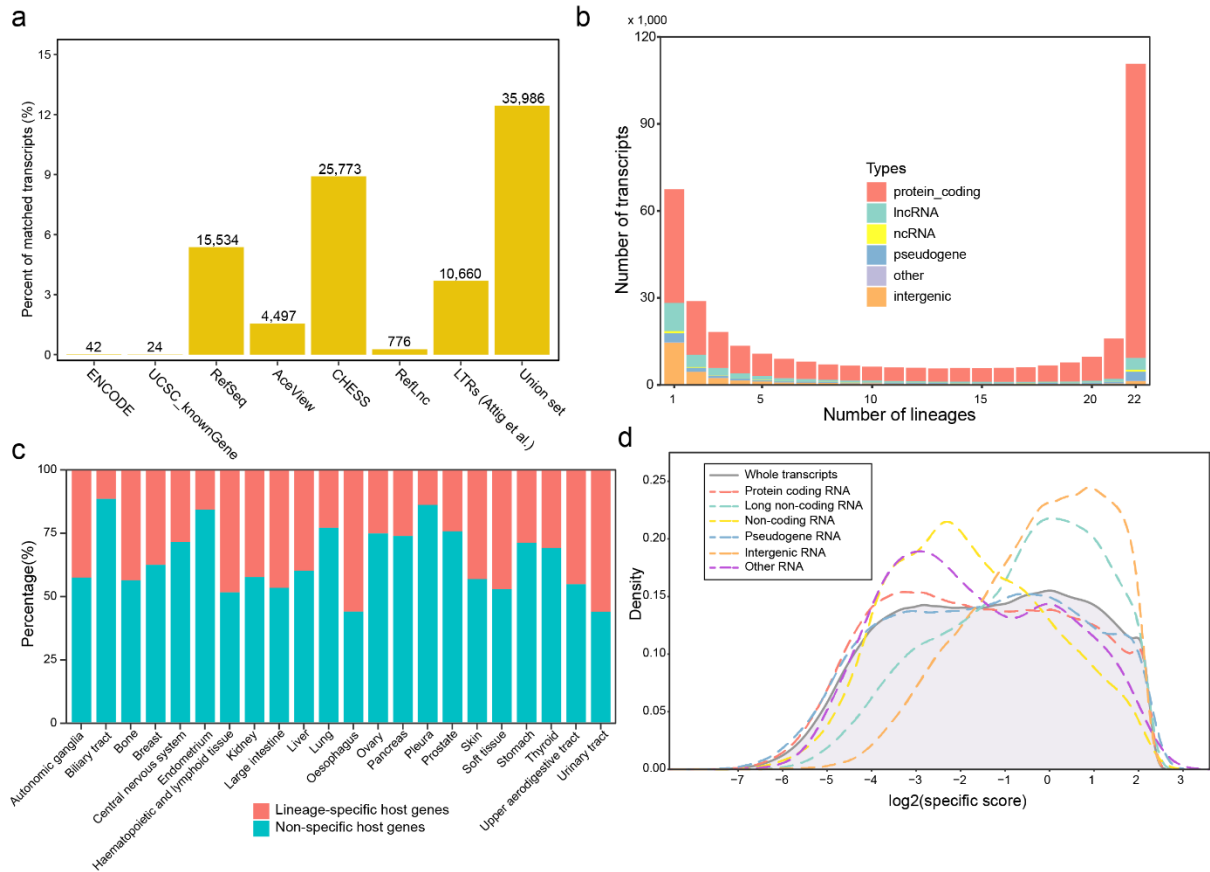 a
Percent of matched transcripts (%)
15
12
9
6
3
0
42
24
15,534
4,497
25,773
776
10,660
35,986
ENCODE
UCSC_knownGene
RefSeq
AceView
CHESS
RefLnc
LTRs (Attig et al.)
Union set
b
x 1,000
Number of transcripts
120
90
60
30
0
Types
protein_coding
lncRNA
ncRNA
pseudogene
other
intergenic
1
5
10
15
20
22
Number of lineages
c
Percentage(%)
100
75
50
25
0
Autonomic ganglia
Biliary tract
Bone
Breast
Central nervous system
Endometrium
Haematopoietic and lymphoid tissue
Kidney
Large intestine
Liver
Lung
Oesophagus
Ovary
Pancreas
Pleura
Prostate
Skin
Soft tissue
Stomach
Thyroid
Upper aerodigestive tract
Urinary tract
Lineage-specific host genes
Non-specific host genes
d
Density
0.25
0.20
0.15
0.10
0.05
0.00
Whole transcripts
Protein coding RNA
Long non-coding RNA
Non-coding RNA
Pseudogene RNA
Intergenic RNA
Other RNA
-7
-6
-5
-4
-3
-2
-1
0
1
2
3
log2(specific score)